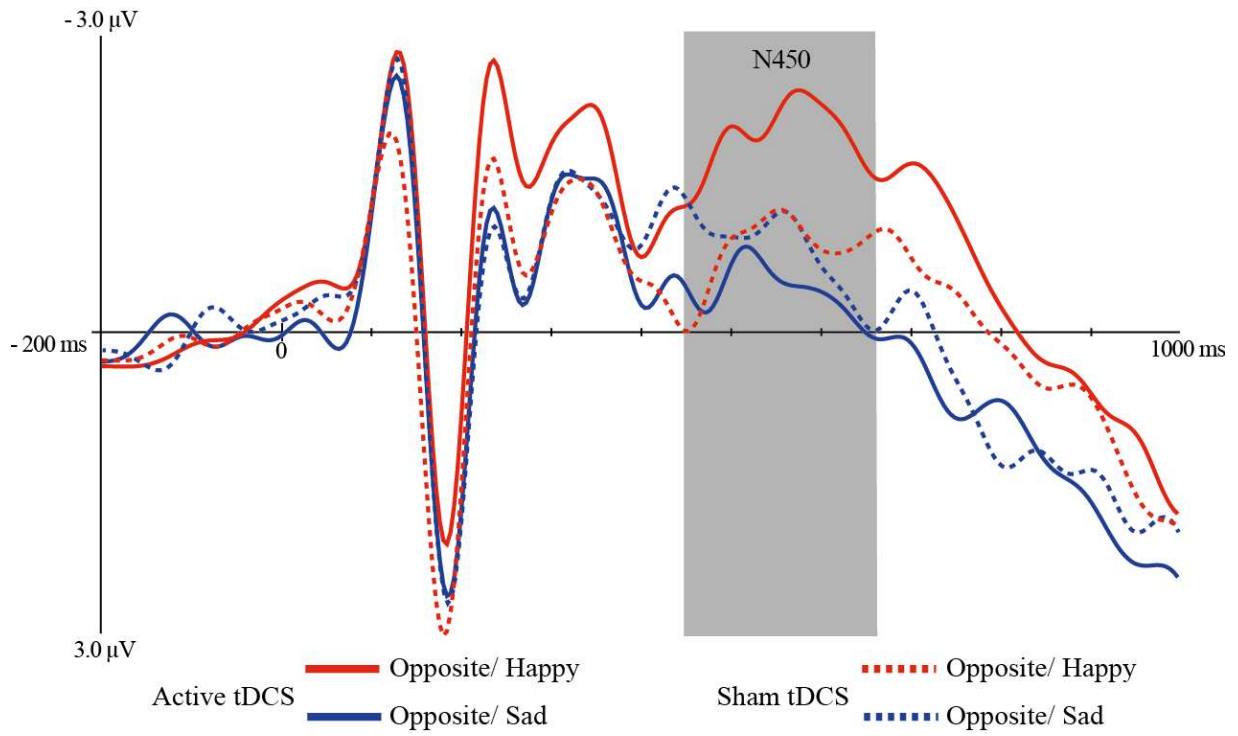 - 3.0 µV
N450
- 200 ms
0
1000 ms
3.0 µV
Opposite/ Happy
Opposite/ Happy
Active tDCS
Sham tDCS
Opposite/ Sad
Opposite/ Sad